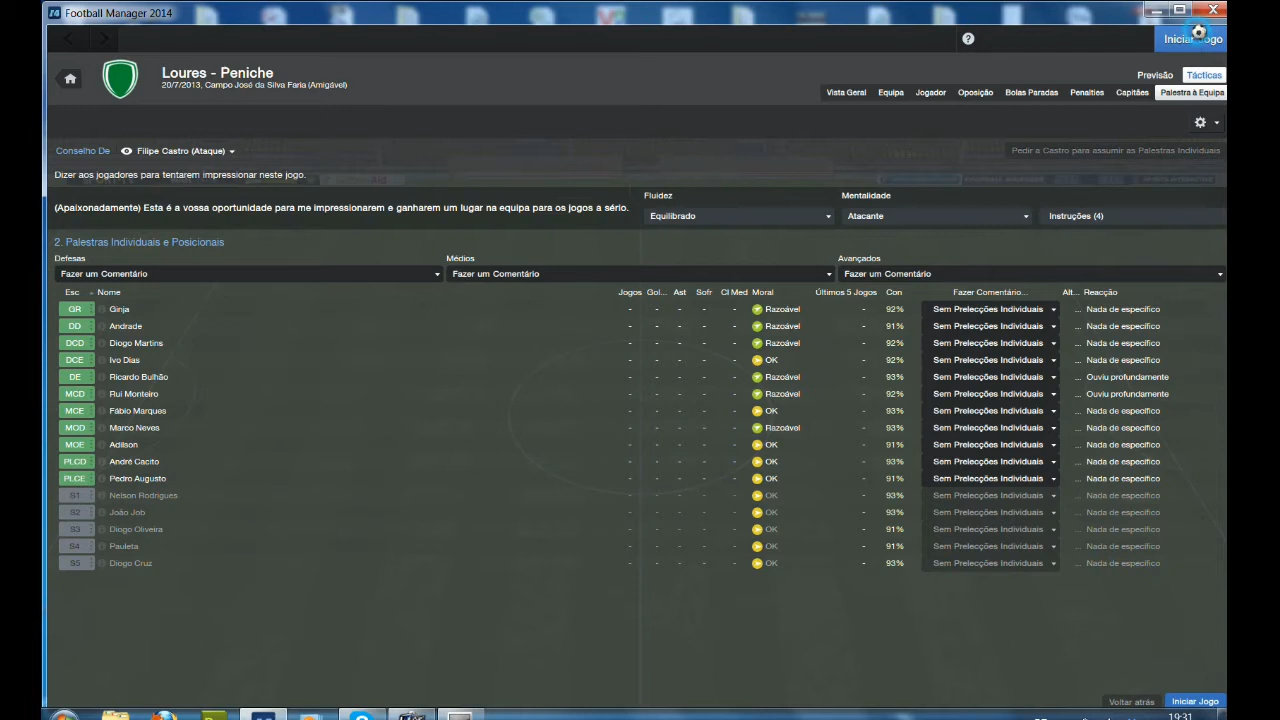 Football Manager 2014
Iniciar Jogo
Loures - Peniche
20/7/2013, Campo José da Silva Faria (Amigável)
Previsão Tácticas
Vista Geral Equipa Jogador Oposição Bolas Paradas Penalties Capitães Palestra à Equipa
Conselho De Filipe Castro (Ataque) Pedir a Castro para assumir as Palestras Individuais
Dizer aos jogadores para tentarem impressionar neste jogo.
Fluidez Mentalidade
(Apaixonadamente) Esta é a vossa oportunidade para me impressionarem e ganharem um lugar na equipa para os jogos a sério.
Equilibrado Atacante Instruções (4)
2. Palestras Individuais e Posicionais
Defesas Médios Avançados
Fazer um Comentário Fazer um Comentário Fazer um Comentário
Esc Nome Jogos Gol... Ast Sofr Cl Med Moral Últimos 5 Jogos Con Fazer Comentário... Alt... Reacção
GR Ginja - - - - - Razoável - 92% Sem Prelecções Individuais ... Nada de específico
DD Andrade - - - - - Razoável - 91% Sem Prelecções Individuais ... Nada de específico
DCD Diogo Martins - - - - - Razoável - 92% Sem Prelecções Individuais ... Nada de específico
DCE Ivo Dias - - - - - OK - 92% Sem Prelecções Individuais ... Nada de específico
DE Ricardo Bulhão - - - - - Razoável - 93% Sem Prelecções Individuais ... Ouviu profundamente
MCD Rui Monteiro - - - - - Razoável - 92% Sem Prelecções Individuais ... Ouviu profundamente
MCE Fábio Marques - - - - - OK - 93% Sem Prelecções Individuais ... Nada de específico
MOD Marco Neves - - - - - Razoável - 93% Sem Prelecções Individuais ... Nada de específico
MOE Adilson - - - - - OK - 91% Sem Prelecções Individuais ... Nada de específico
PLCD André Cacito - - - - - OK - 93% Sem Prelecções Individuais ... Nada de específico
PLCE Pedro Augusto - - - - - OK - 91% Sem Prelecções Individuais ... Nada de específico
S1 Nelson Rodrigues - - - - - OK - 93% Sem Prelecções Individuais ... Nada de específico
S2 João Job - - - - - OK - 93% Sem Prelecções Individuais ... Nada de específico
S3 Diogo Oliveira - - - - - OK - 91% Sem Prelecções Individuais ... Nada de específico
S4 Pauleta - - - - - OK - 91% Sem Prelecções Individuais ... Nada de específico
S5 Diogo Cruz - - - - - OK - 93% Sem Prelecções Individuais ... Nada de específico
Voltar atrás Iniciar Jogo
19:31